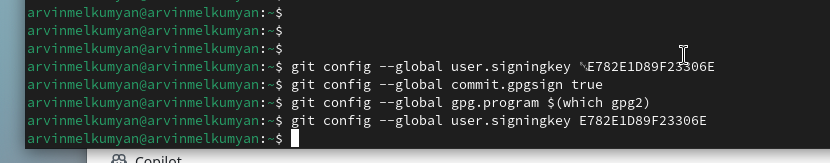 arvinmelkumyan@arvinmelkumyan:~$
arvinmelkumyan@arvinmelkumyan:~$
arvinmelkumyan@arvinmelkumyan:~$
arvinmelkumyan@arvinmelkumyan:~$ git config --global user.signingkey ␖E782E1D89F23306E
arvinmelkumyan@arvinmelkumyan:~$ git config --global commit.gpgsign true
arvinmelkumyan@arvinmelkumyan:~$ git config --global gpg.program $(which gpg2)
arvinmelkumyan@arvinmelkumyan:~$ git config --global user.signingkey E782E1D89F23306E
arvinmelkumyan@arvinmelkumyan:~$
Copilot